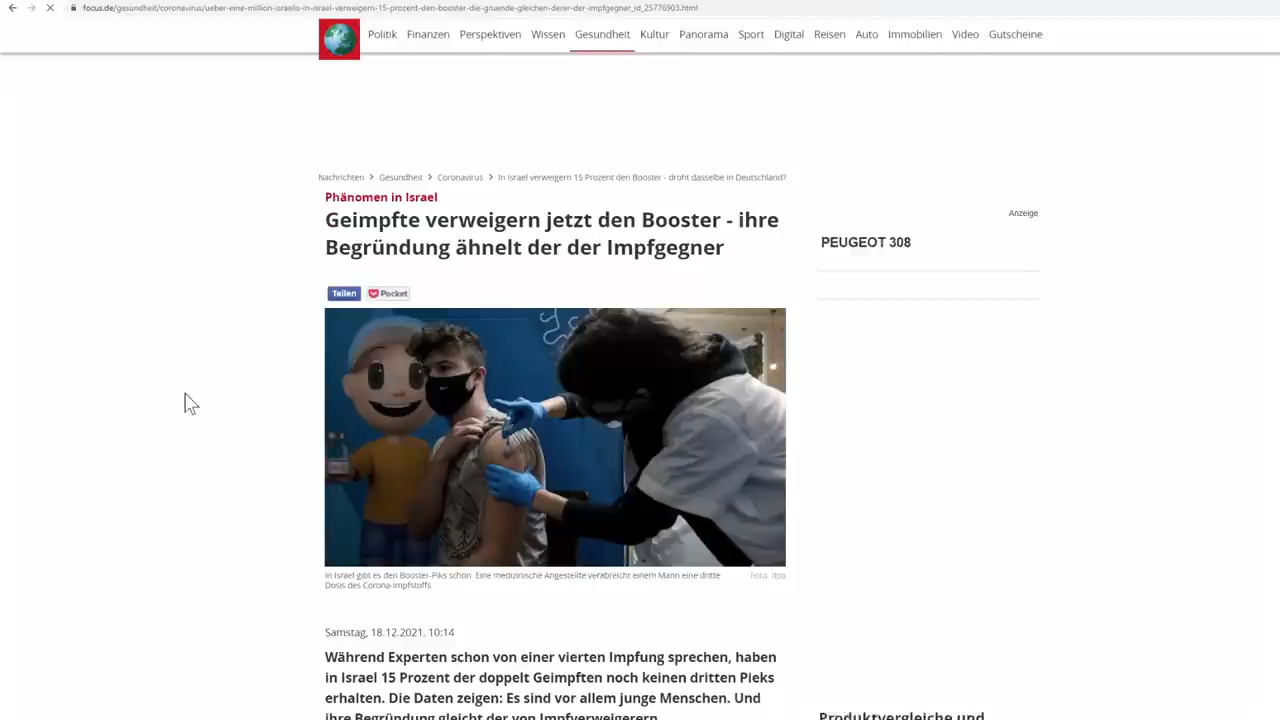 focus.de/gesundheit/coronavirus/ueber-eine-million-israelis-in-israel-verweigern-15-prozent-den-booster-die-gruende-gleichen-derer-der-impfgegner_id_25776903.html
Politik Finanzen Perspektiven Wissen Gesundheit Kultur Panorama Sport Digital Reisen Auto Immobilien Video Gutscheine
Nachrichten > Gesundheit > Coronavirus > In Israel verweigern 15 Prozent den Booster - droht dasselbe in Deutschland?
Phänomen in Israel
Geimpfte verweigern jetzt den Booster - ihre
Begründung ähnelt der der Impfgegner
Anzeige
PEUGEOT 308
Teilen Pocket
In Israel gibt es den Booster-Piks schon. Eine medizinische Angestellte verabreicht einem Mann eine dritte
Dosis des Corona-Impfstoffs
Foto: dpa
Samstag, 18.12.2021, 10:14
Während Experten schon von einer vierten Impfung sprechen, haben
in Israel 15 Prozent der doppelt Geimpften noch keinen dritten Pieks
erhalten. Die Daten zeigen: Es sind vor allem junge Menschen. Und
ihre Begründung gleicht der von Impfverweigerern.
Produktvergleiche und